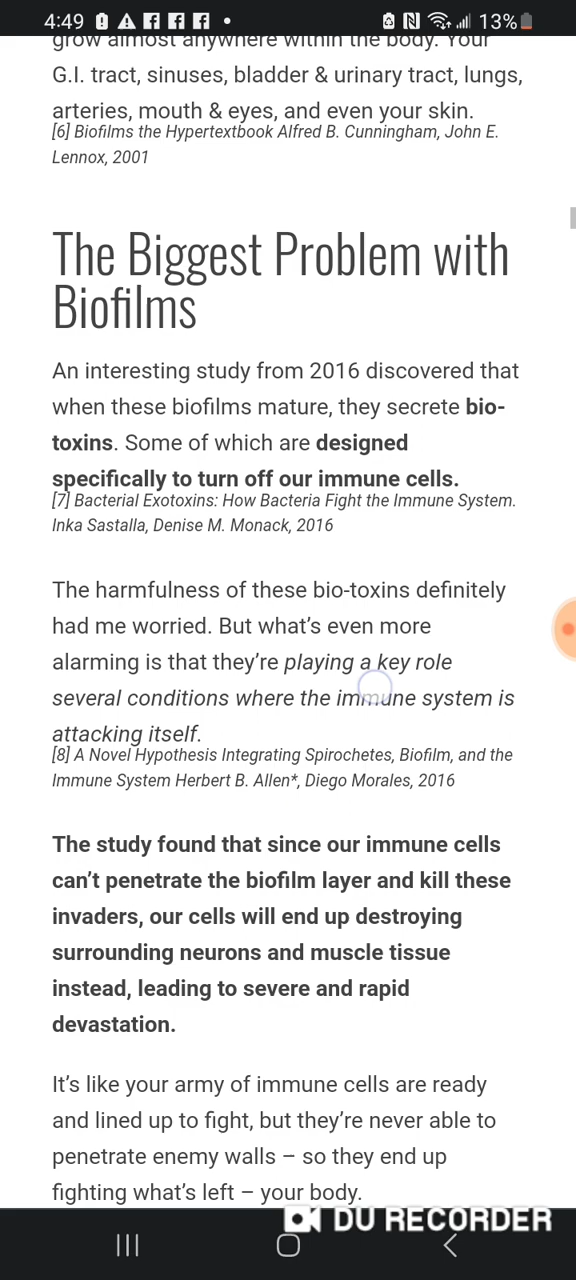 4:49
13%
grow almost anywhere within the body. Your
G.I. tract, sinuses, bladder & urinary tract, lungs,
arteries, mouth & eyes, and even your skin.
[6] Biofilms the Hypertextbook Alfred B. Cunningham, John E.
Lennox, 2001
The Biggest Problem with
Biofilms
An interesting study from 2016 discovered that
when these biofilms mature, they secrete bio-
toxins. Some of which are designed
specifically to turn off our immune cells.
[7] Bacterial Exotoxins: How Bacteria Fight the Immune System.
Inka Sastalla, Denise M. Monack, 2016
The harmfulness of these bio-toxins definitely
had me worried. But what’s even more
alarming is that they’re playing a key role
several conditions where the immune system is
attacking itself.
[8] A Novel Hypothesis Integrating Spirochetes, Biofilm, and the
Immune System Herbert B. Allen*, Diego Morales, 2016
The study found that since our immune cells
can’t penetrate the biofilm layer and kill these
invaders, our cells will end up destroying
surrounding neurons and muscle tissue
instead, leading to severe and rapid
devastation.
It’s like your army of immune cells are ready
and lined up to fight, but they’re never able to
penetrate enemy walls – so they end up
fighting what’s left – your body.
DU RECORDER